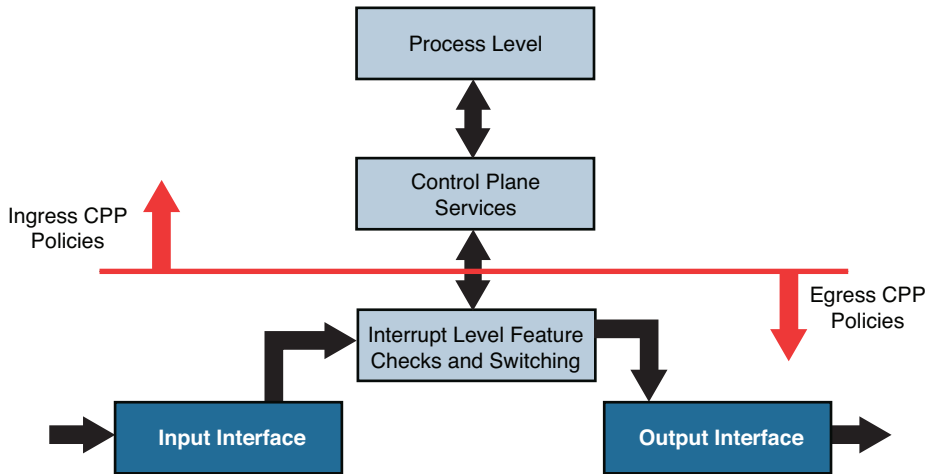 Process Level
Control Plane
Services
Ingress CPP
Policies
Egress CPP
Policies
Interrupt Level Feature
Checks and Switching
Input Interface
Output Interface